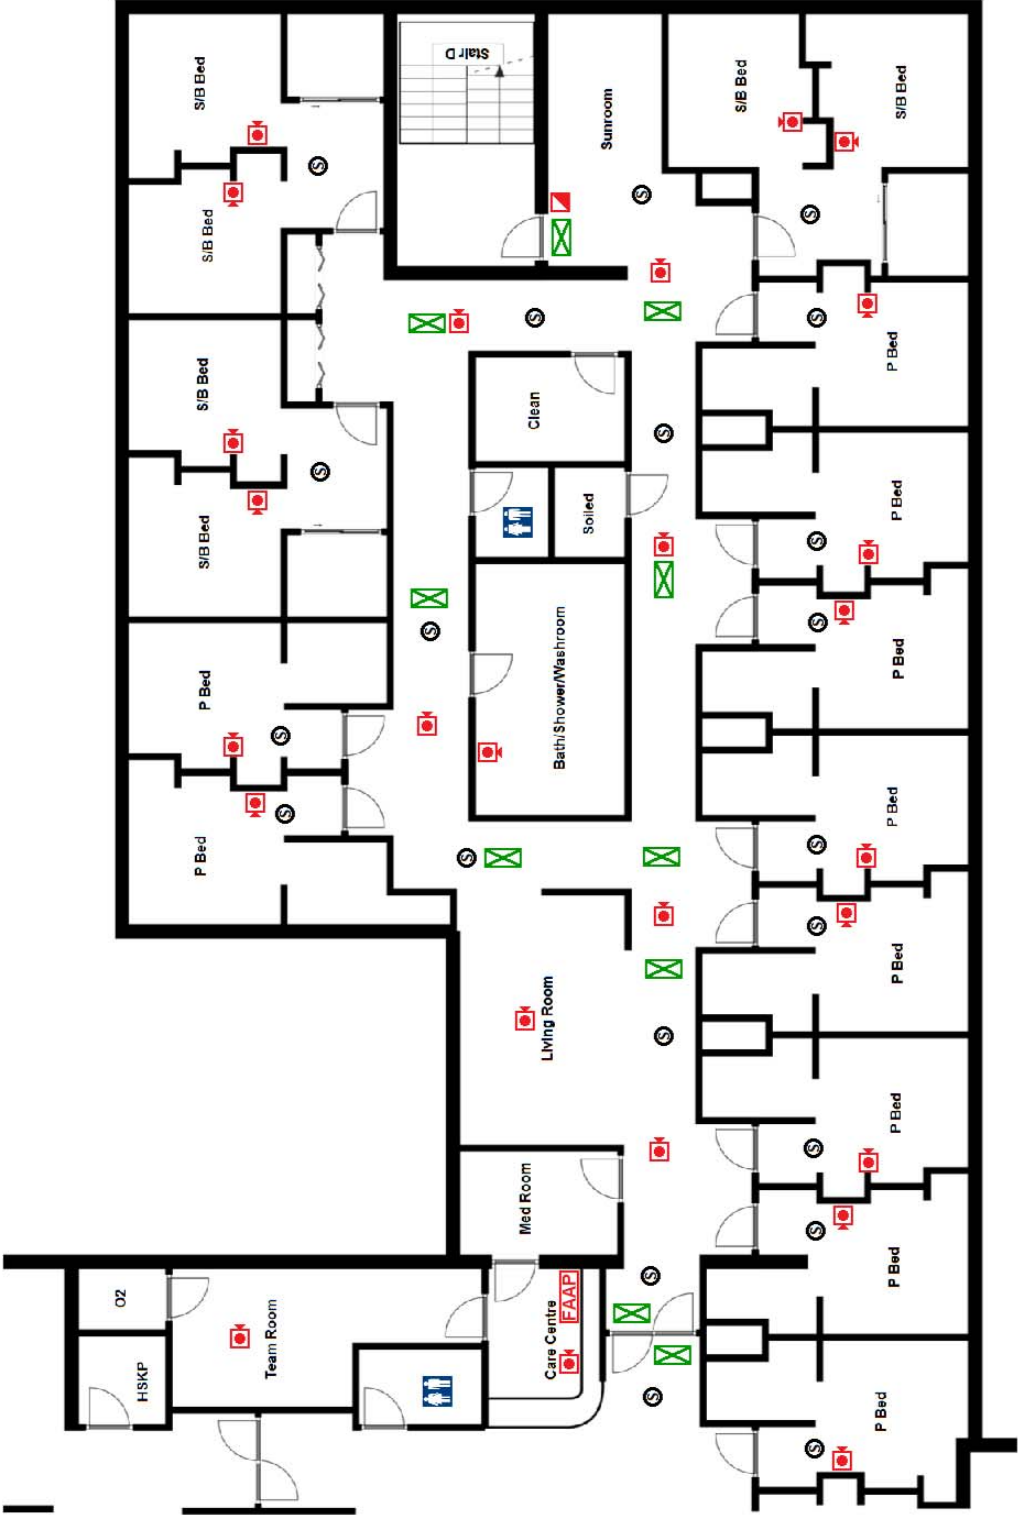 Stair D
S/B Bed
Sunroom
S/B Bed
S/B Bed
S
S
S
S/B Bed
S
S
P Bed
S/B Bed
Clean
S
S
P Bed
Soiled
S/B Bed
S
S
S
P Bed
P Bed
Bath/Shower/Washroom
S
P Bed
S
P Bed
S
S
S
P Bed
Living Room
S
P Bed
S
Med Room
S
P Bed
S
O2
Team Room
Care Centre
FAAP
HSKP
S
P Bed
S